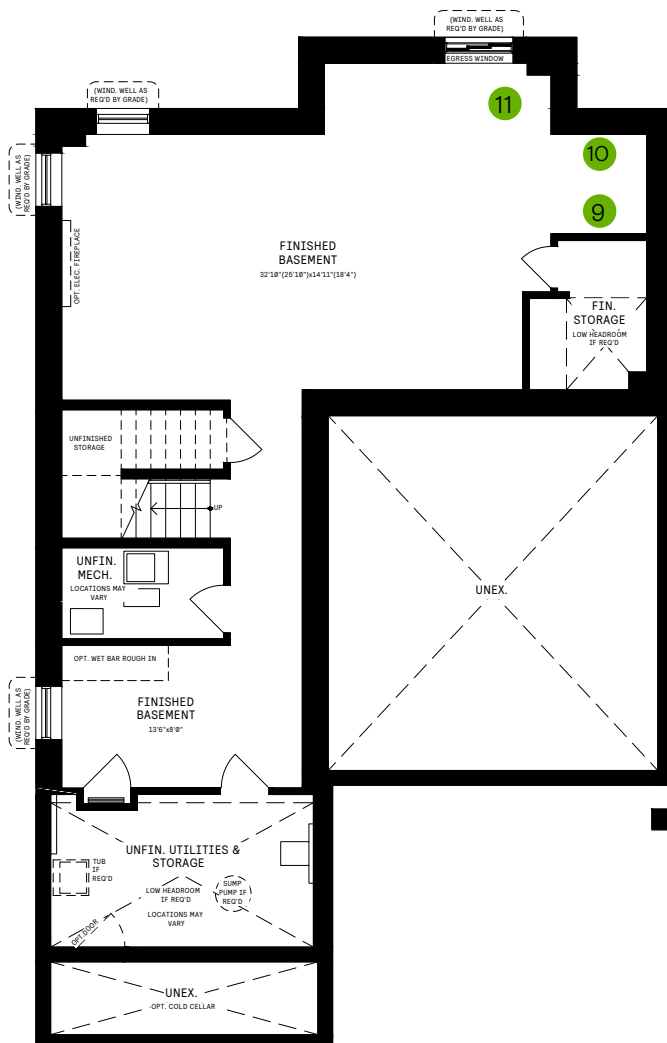 (WIND. WELL AS
REQ'D BY GRADE)
EGRESS WINDOW
(WIND. WELL AS
REQ'D BY GRADE)
11
10
(WIND. WELL AS
REQ'D BY GRADE)
9
OPT. ELEC. FIREPLACE
FINISHED
BASEMENT
32'10"(25'10")x14'11"(18'4")
FIN.
STORAGE
LOW HEADROOM
IF REQ'D
UNFINISHED
STORAGE
UP
UNFIN.
MECH.
LOCATIONS MAY
VARY
UNEX.
OPT. WET BAR ROUGH IN
(WIND. WELL AS
REQ'D BY GRADE)
FINISHED
BASEMENT
13'6"x8'0"
UNFIN. UTILITIES &
STORAGE
TUB
IF
REQ'D
LOW HEADROOM
IF REQ'D
LOCATIONS MAY
VARY
SUMP
PUMP IF
REQ'D
OPT.DOOR
UNEX.
OPT. COLD CELLAR